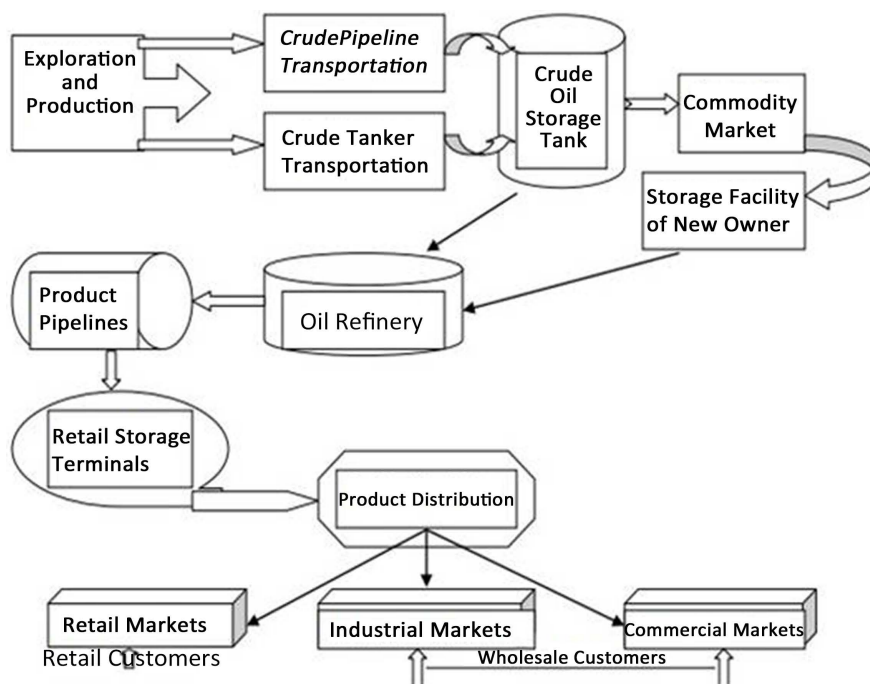 Exploration
and
Production
CrudePipeline
Transportation
Crude Tanker
Transportation
Crude
Oil
Storage
Tank
Commodity
Market
Storage Facility
of New Owner
Product
Pipelines
Oil Refinery
Retail Storage
Terminals
Product Distribution
Retail Markets
Industrial Markets
Commercial Markets
Retail Customers
Wholesale Customers